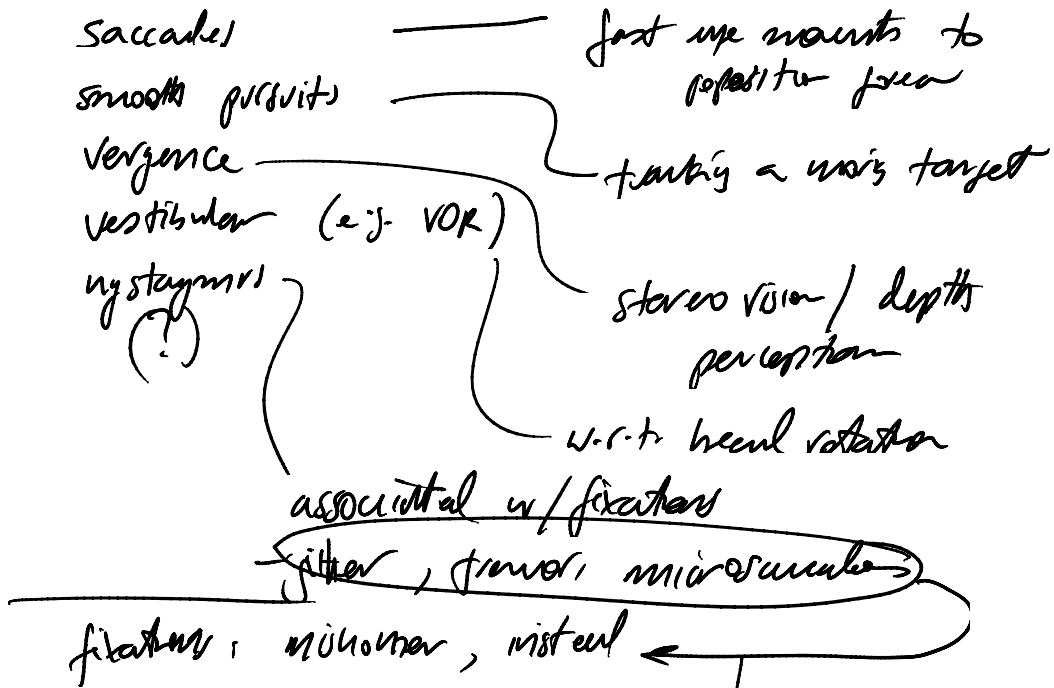 saccades — fast eye movements to
reposition fovea
smooth pursuits
tracking a moving target
vergence
vestibular (e.g. VOR)
nystagmus
(?)
stereo vision / depth
perception
w.r.t. head rotation
associated w/ fixations
- jitter, tremor, microsaccades
fixations: misnomer, instead